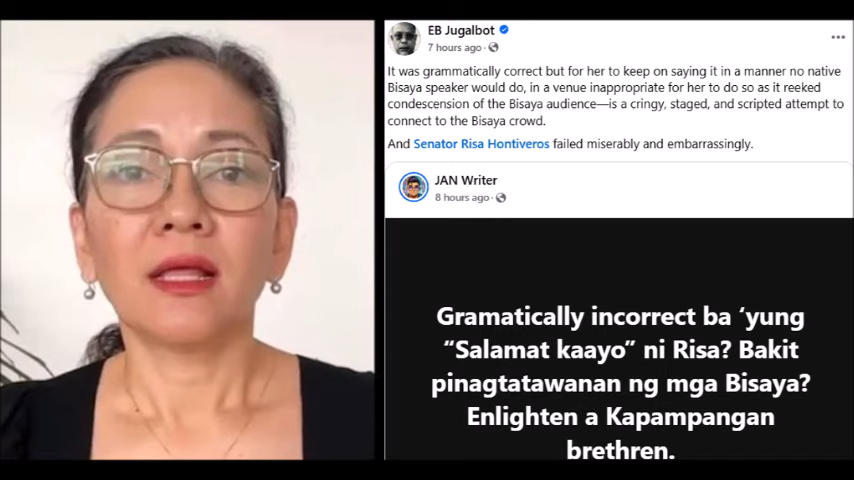 EB Jugalbot
7 hours ago ·
It was grammatically correct but for her to keep on saying it in a manner no native
Bisaya speaker would do, in a venue inappropriate for her to do so as it reeked
condescension of the Bisaya audience—is a cringy, staged, and scripted attempt to
connect to the Bisaya crowd.
And Senator Risa Hontiveros failed miserably and embarrassingly.
JAN Writer
8 hours ago ·
Gramatically incorrect ba ‘yung
“Salamat kaayo” ni Risa? Bakit
pinagtatawanan ng mga Bisaya?
Enlighten a Kapampangan
brethren.